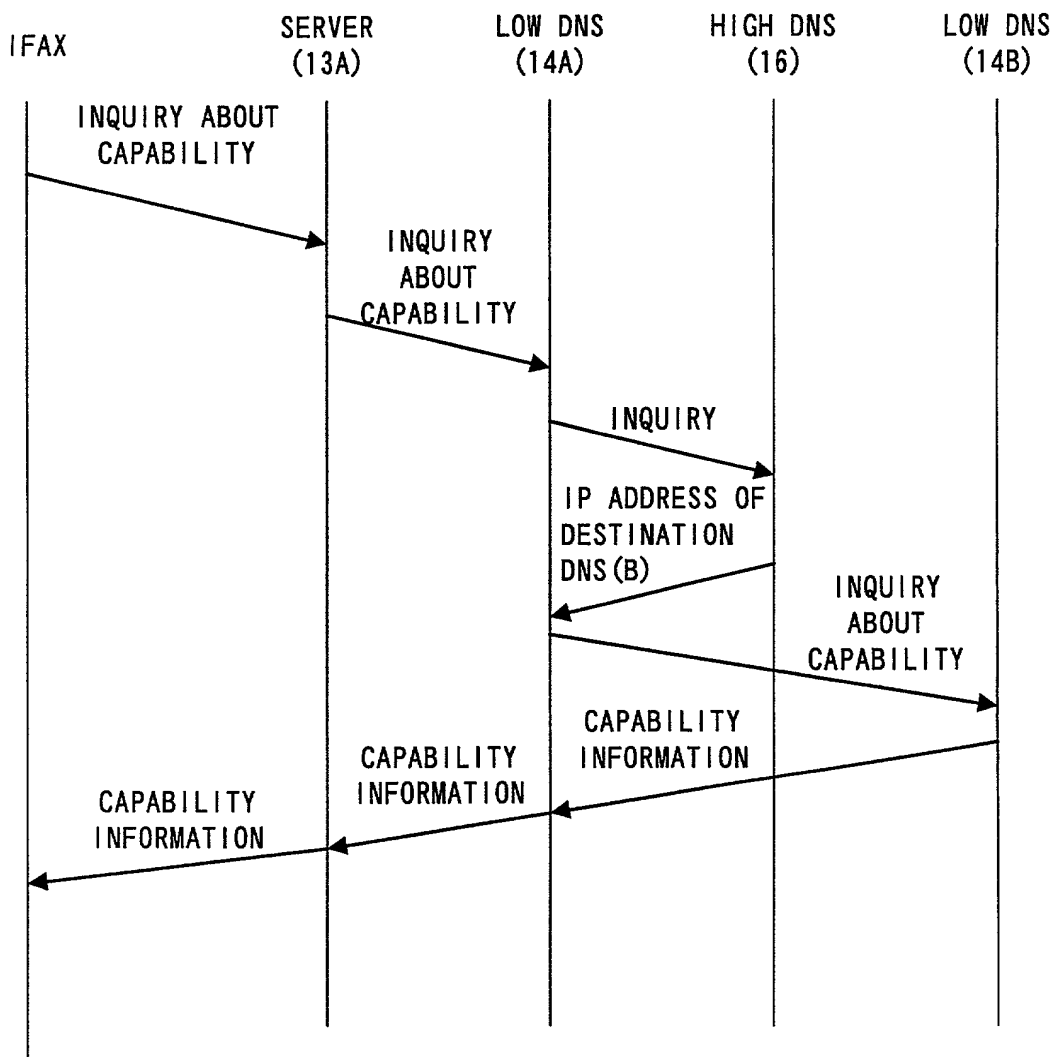 IFAX
SERVER
(13A)
LOW DNS
(14A)
HIGH DNS
(16)
LOW DNS
(14B)
INQUIRY ABOUT
CAPABILITY
INQUIRY
ABOUT
CAPABILITY
INQUIRY
IP ADDRESS OF
DESTINATION
DNS(B)
INQUIRY
ABOUT
CAPABILITY
CAPABILITY
INFORMATION
CAPABILITY
INFORMATION
CAPABILITY
INFORMATION